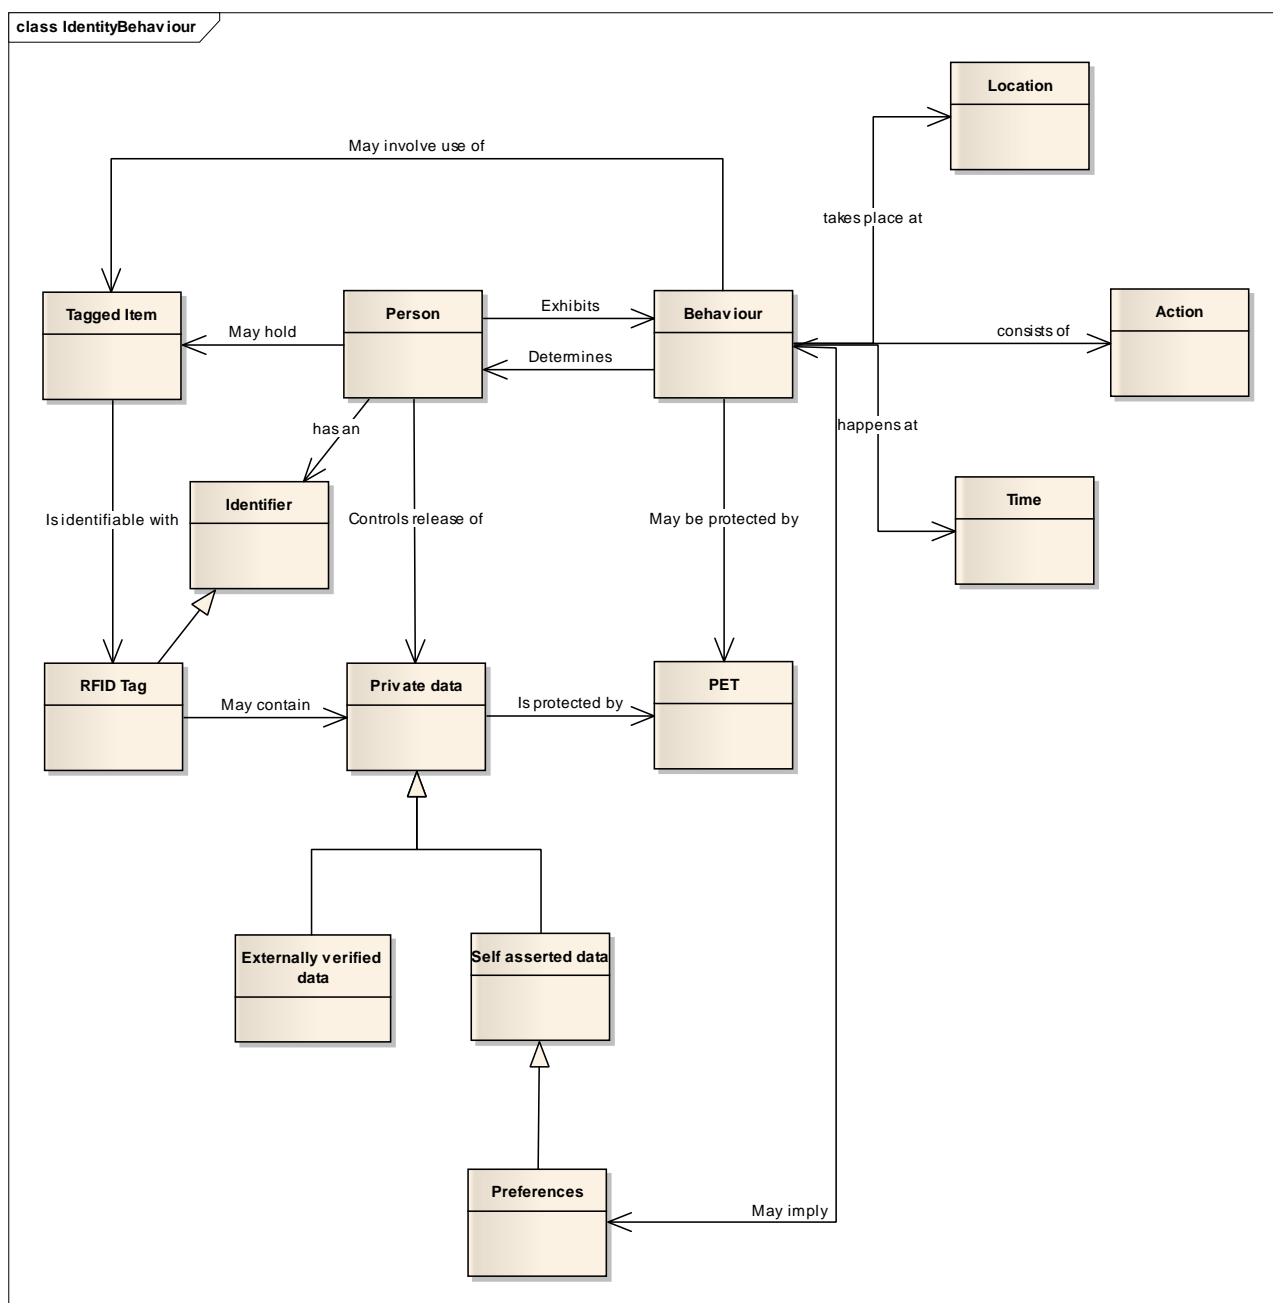 class IdentityBehaviour
Location
May involve use of
takes place at
Tagged Item
Person
Exhibits
Behaviour
Action
May hold
consists of
Determines
has an
happens at
Identifier
Time
Is identifiable with
Controls release of
May be protected by
RFID Tag
Private data
PET
May contain
Is protected by
Externally verified
data
Self asserted data
Preferences
May imply